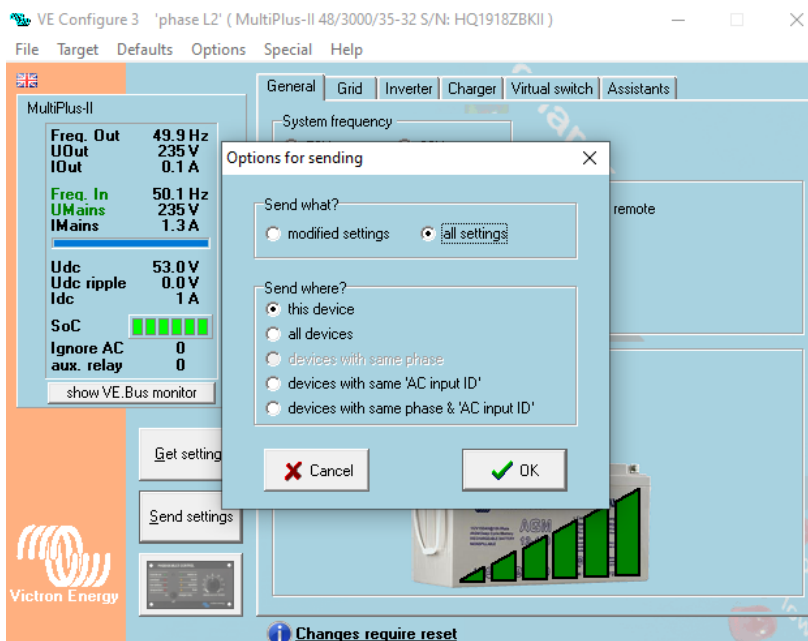 VE Configure 3 'phase L2' ( MultiPlus-II 48/3000/35-32 S/N: HQ1918ZBKII )
File Target Defaults Options Special Help
General Grid Inverter Charger Virtual switch Assistants
MultiPlus-II
System frequency
Freq. Out 49.9 Hz
UOut 235 V
IOut 0.1 A
Options for sending
Freq. In 50.1 Hz
UMains 235 V
IMains 1.3 A
Send what?
modified settings all settings
remote
Udc 53.0 V
Udc ripple 0.0 V
Idc 1 A
Send where?
this device
all devices
devices with same phase
devices with same 'AC input ID'
devices with same phase & 'AC input ID'
SoC
Ignore AC 0
aux. relay 0
show VE.Bus monitor
Get setting
Cancel OK
Send settings
AGM
Victron Energy
Changes require reset